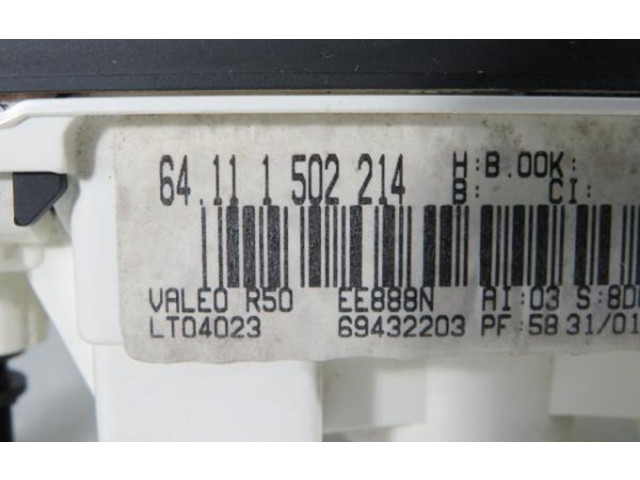 64.11 1 502 214 H:B.00K:
B: CI:
VALEO R50 EE888N AI:03 S:8D
LT04023 69432203 PF:58 31/01